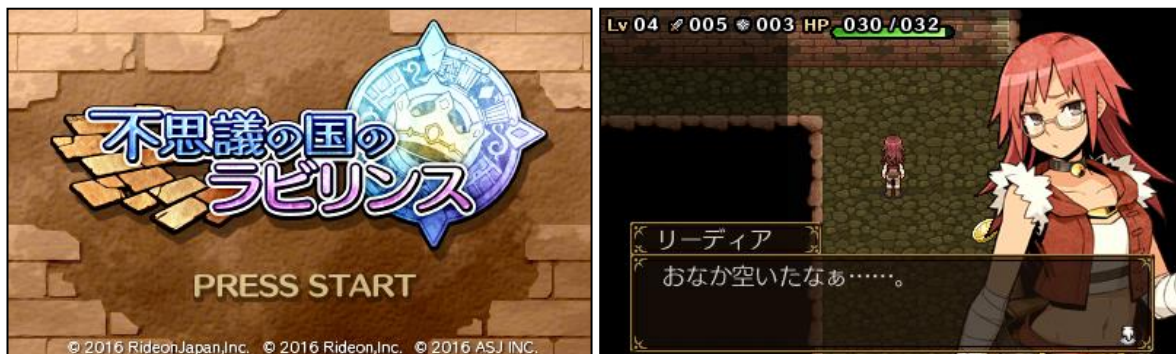 不思議の国の
ラビリンス
PRESS START
© 2016 RideonJapan,Inc. © 2016 Rideon,Inc. © 2016 ASJ INC.
Lv 04 005 003 HP 030/032
リーディア
おなか空いたなぁ……。